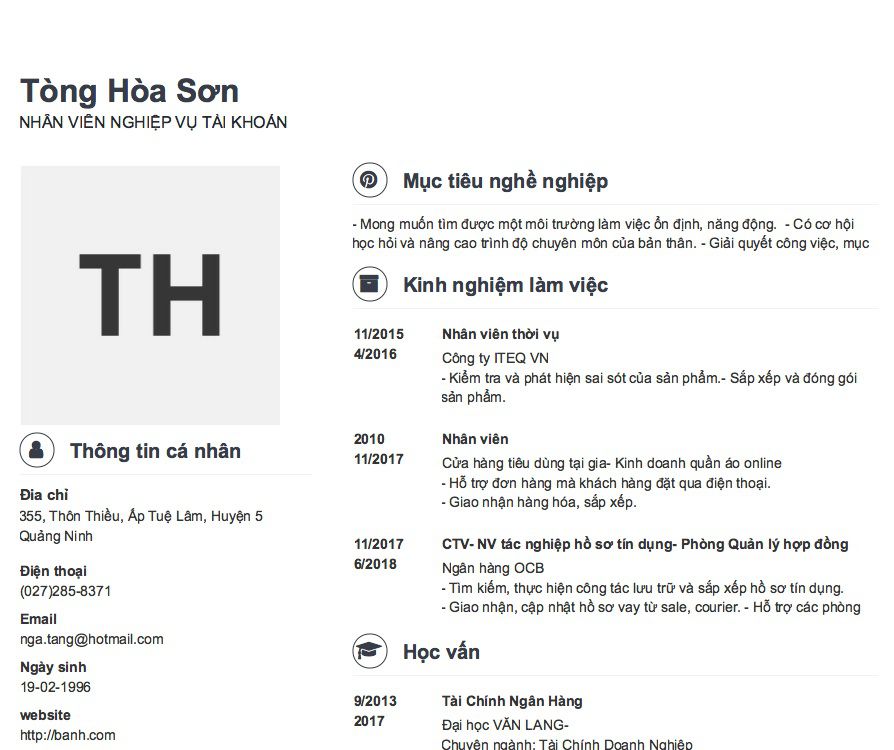 Tòng Hòa Sơn
NHÂN VIÊN NGHIỆP VỤ TÀI KHOẢN
TH
Thông tin cá nhân
Địa chỉ
355, Thôn Thiều, Ấp Tuệ Lâm, Huyện 5
Quảng Ninh
Điện thoại
(027)285-8371
Email
nga.tang@hotmail.com
Ngày sinh
19-02-1996
website
http://banh.com
Mục tiêu nghề nghiệp
- Mong muốn tìm được một môi trường làm việc ổn định, năng động. - Có cơ hội
học hỏi và nâng cao trình độ chuyên môn của bản thân. - Giải quyết công việc, mục
Kinh nghiệm làm việc
11/2015
4/2016
Nhân viên thời vụ
Công ty ITEQ VN
- Kiểm tra và phát hiện sai sót của sản phẩm.- Sắp xếp và đóng gói
sản phẩm.
2010
11/2017
Nhân viên
Cửa hàng tiêu dùng tại gia- Kinh doanh quần áo online
- Hỗ trợ đơn hàng mà khách hàng đặt qua điện thoại.
- Giao nhận hàng hóa, sắp xếp.
11/2017
6/2018
CTV- NV tác nghiệp hồ sơ tín dụng- Phòng Quản lý hợp đồng
Ngân hàng OCB
- Tìm kiếm, thực hiện công tác lưu trữ và sắp xếp hồ sơ tín dụng.
- Giao nhận, cập nhật hồ sơ vay từ sale, courier. - Hỗ trợ các phòng
Học vấn
9/2013
2017
Tài Chính Ngân Hàng
Đại học VĂN LANG-
Chuyên ngành: Tài Chính Doanh Nghiệp